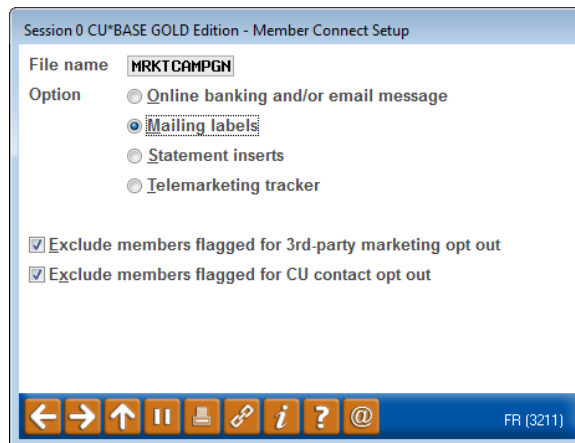 Session 0 CU*BASE GOLD Edition - Member Connect Setup
File name MRKTCAMPGN
Option Online banking and/or email message
Mailing labels
Statement inserts
Telemarketing tracker
Exclude members flagged for 3rd-party marketing opt out
Exclude members flagged for CU contact opt out
i ? @ FR (3211)